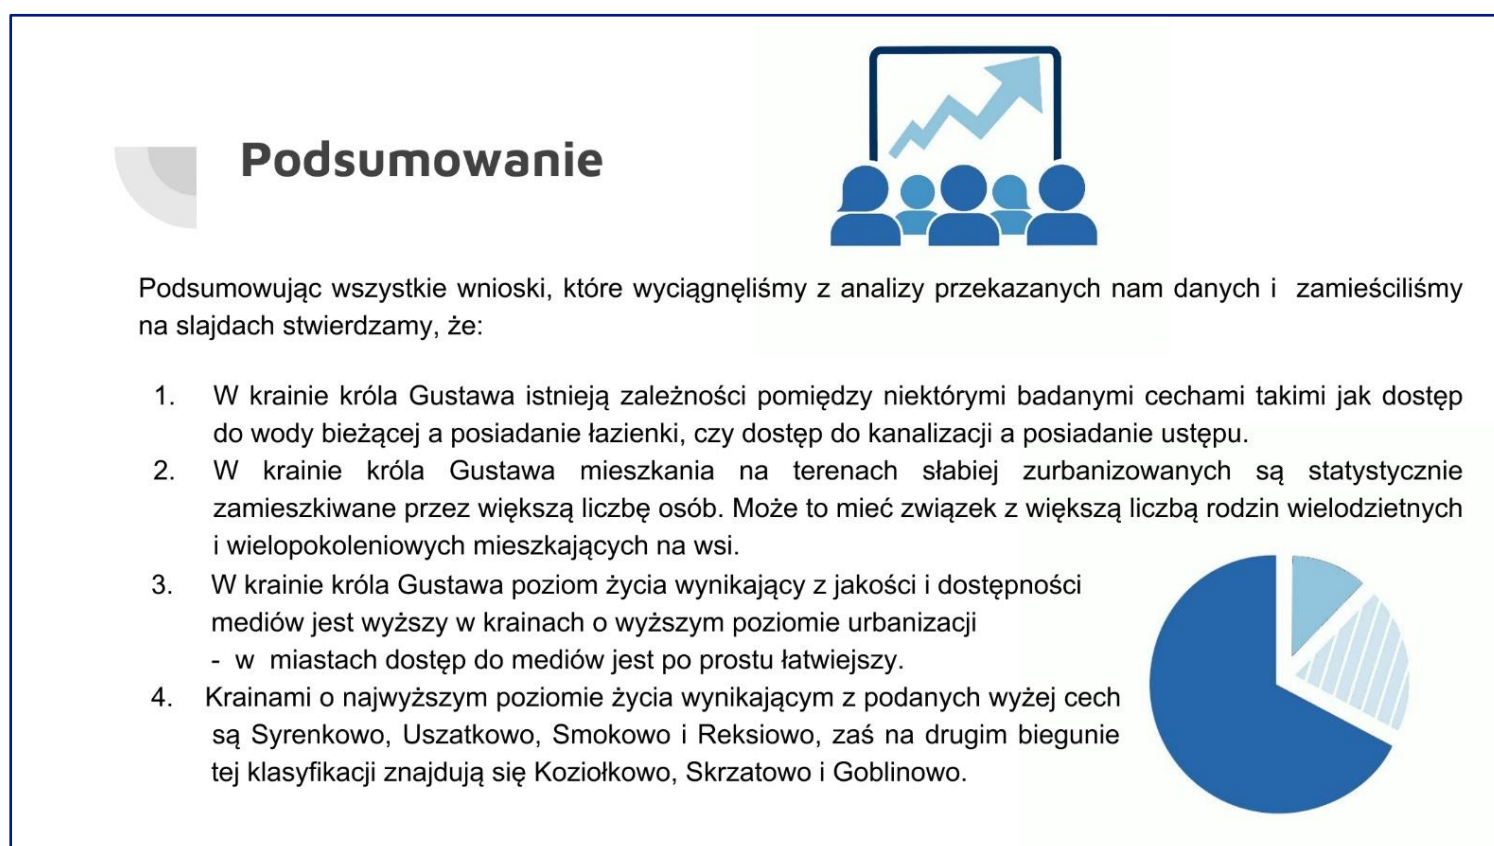 Podsumowanie
Podsumowując wszystkie wnioski, które wyciągnęliśmy z analizy przekazanych nam danych i zamieściliśmy
na slajdach stwierdzamy, że:
1. W krainie króla Gustawa istnieją zależności pomiędzy niektórymi badanymi cechami takimi jak dostęp
do wody bieżącej a posiadanie łazienki, czy dostęp do kanalizacji a posiadanie ustępu.
2. W krainie króla Gustawa mieszkania na terenach słabiej zurbanizowanych są statystycznie
zamieszkiwane przez większą liczbę osób. Może to mieć związek z większą liczbą rodzin wielodzietnych
i wielopokoleniowych mieszkających na wsi.
3. W krainie króla Gustawa poziom życia wynikający z jakości i dostępności
mediów jest wyższy w krainach o wyższym poziomie urbanizacji
- w miastach dostęp do mediów jest po prostu łatwiejszy.
4. Krainami o najwyższym poziomie życia wynikającym z podanych wyżej cech
są Syrenkowo, Uszatkowo, Smokowo i Reksiowo, zaś na drugim biegunie
tej klasyfikacji znajdują się Koziołkowo, Skrzatowo i Goblinowo.